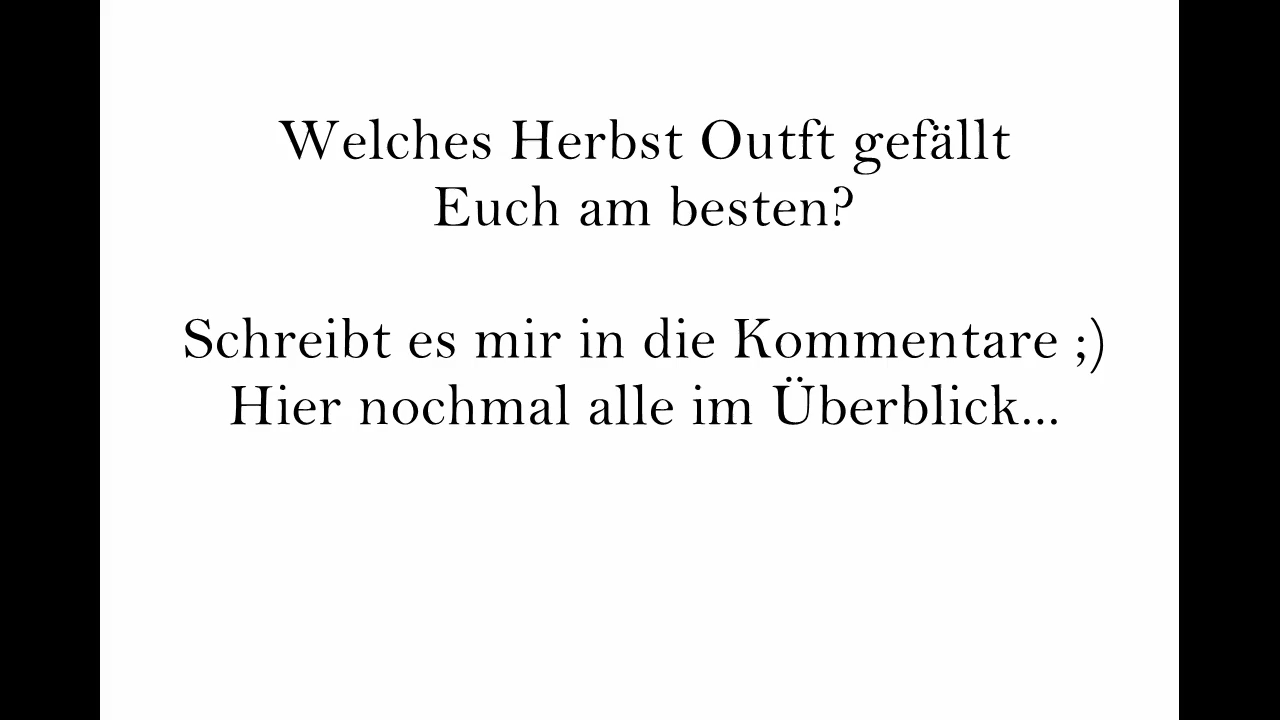 Welches Herbst Outft gefällt
Euch am besten?
Schreibt es mir in die Kommentare ;)
Hier nochmal alle im Überblick...